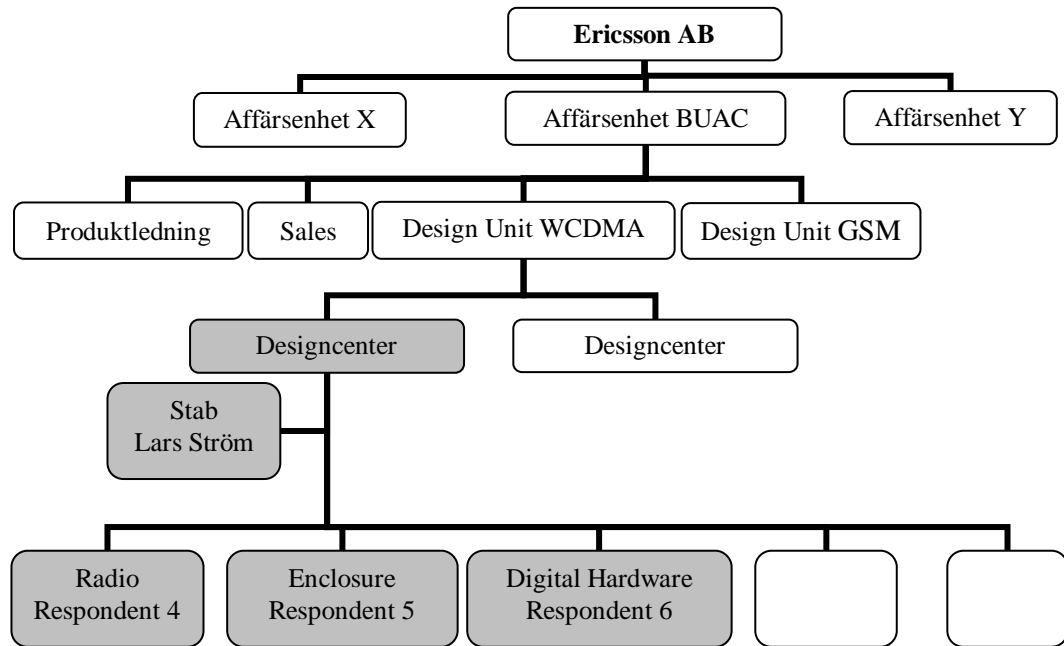 Ericsson AB
Affärsenhet X
Affärsenhet BUAC
Affärsenhet Y
Produktledning
Sales
Design Unit WCDMA
Design Unit GSM
Designcenter
Designcenter
Stab
Lars Ström
Radio
Respondent 4
Enclosure
Respondent 5
Digital Hardware
Respondent 6